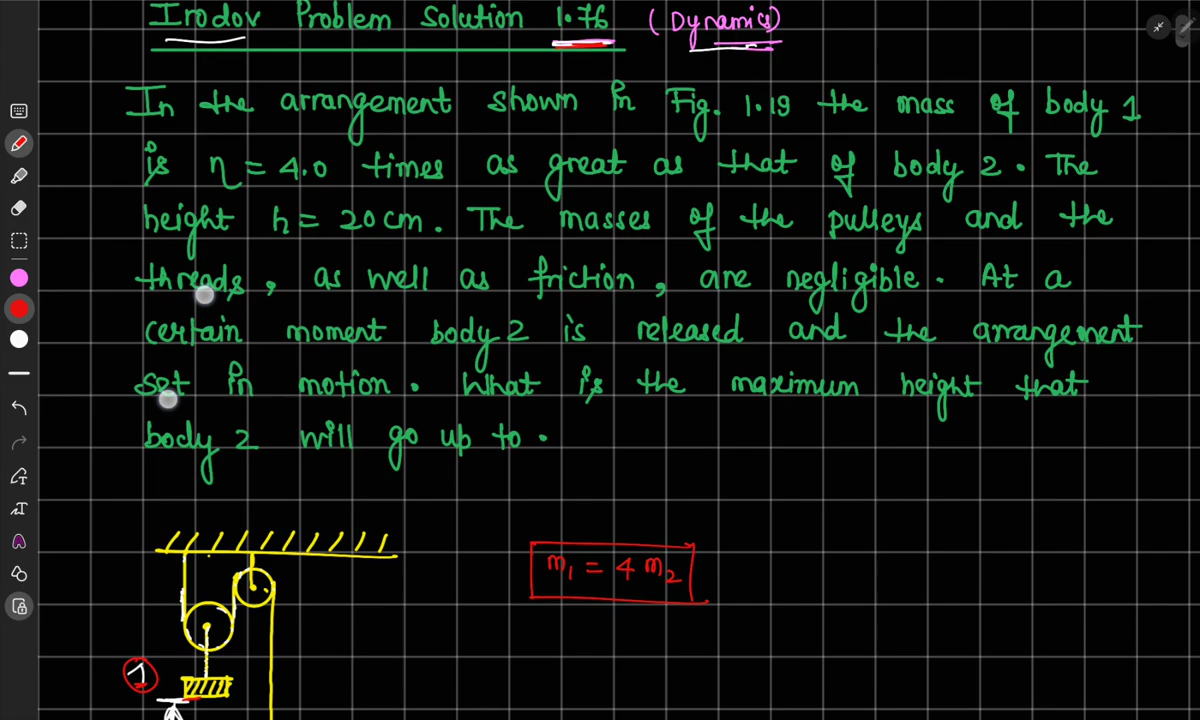 Irodov Problem Solution 1.76 (Dynamics)
In the arrangement shown in Fig. 1.19 the mass of body 1
is η = 4.0 times as great as that of body 2. The
height h = 20 cm. The masses of the pulleys and the
threads, as well as friction, are negligible. At a
certain moment body 2 is released and the arrangement
set in motion. What is the maximum height that
body 2 will go up to.
m₁ = 4 m₂
1